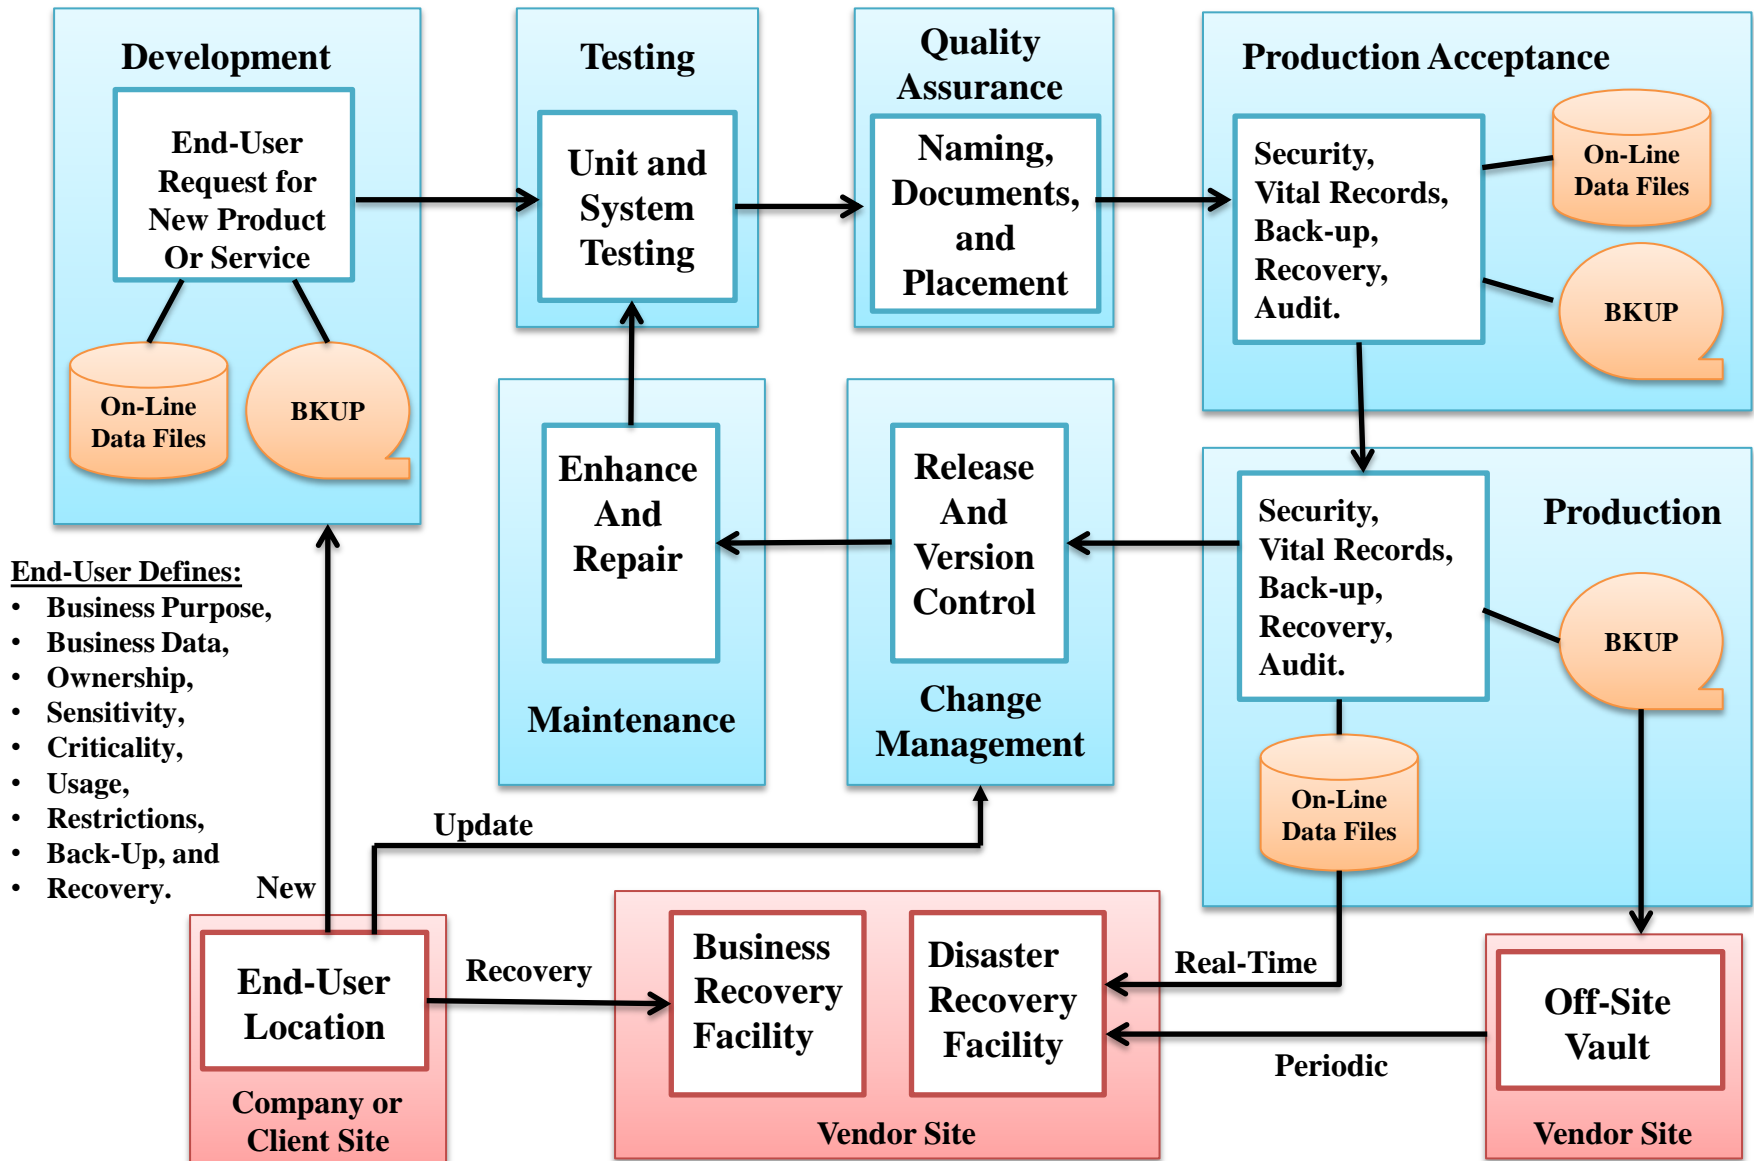 Development
End-User
Request for
New Product
Or Service
On-Line
Data Files
BKUP
Testing
Unit and
System
Testing
Quality
Assurance
Naming,
Documents,
and
Placement
Production Acceptance
Security,
Vital Records,
Back-up,
Recovery,
Audit.
On-Line
Data Files
BKUP
Enhance
And
Repair
Maintenance
Release
And
Version
Control
Change
Management
Production
Security,
Vital Records,
Back-up,
Recovery,
Audit.
BKUP
On-Line
Data Files
End-User Defines:
• Business Purpose,
• Business Data,
• Ownership,
• Sensitivity,
• Criticality,
• Usage,
• Restrictions,
• Back-Up, and
• Recovery.
New
Update
End-User
Location
Company or
Client Site
Recovery
Business
Recovery
Facility
Disaster
Recovery
Facility
Vendor Site
Real-Time
Periodic
Off-Site
Vault
Vendor Site